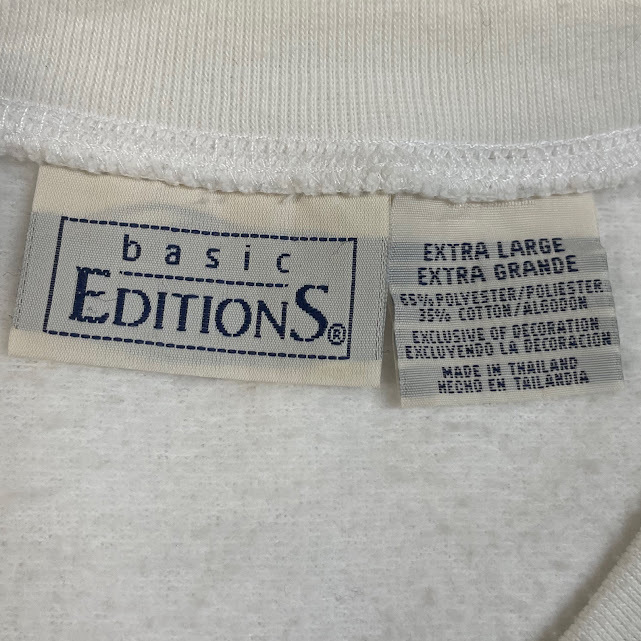 basic
EDITIONS®
EXTRA LARGE
EXTRA GRANDE
65% POLYESTER/POLIESTER
35% COTTON/ALGODON
EXCLUSIVE OF DECORATION
EXCLUYENDO LA DECORACION
MADE IN THAILAND
HECHO EN TAILANDIA